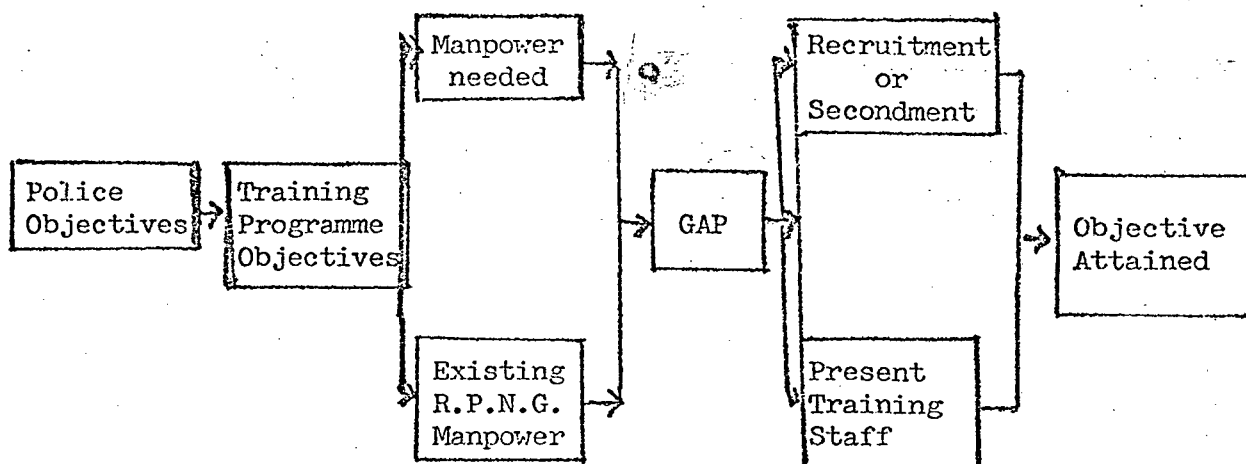 Police
Objectives
Training
Programme
Objectives
Manpower
needed
Existing
R.P.N.G.
Manpower
GAP
Recruitment
or
Secondment
Present
Training
Staff
Objective
Attained